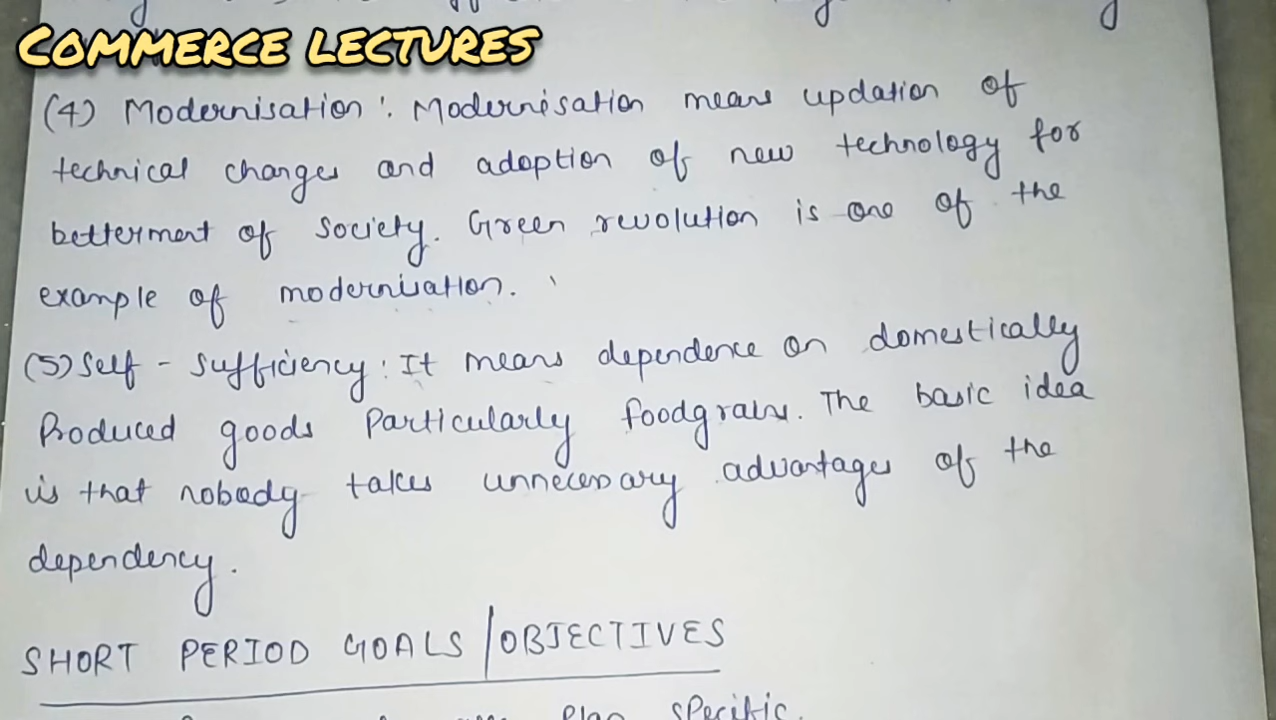 COMMERCE LECTURES
(4) Modernisation : Modernisation means updation of
technical changes and adoption of new technology for
betterment of society. Green revolution is one of the
example of modernisation.
(5) Self - sufficiency : It means dependence on domestically
Produced goods Particularly foodgrains. The basic idea
is that nobody takes unnecessary advantages of the
dependency.
SHORT PERIOD GOALS / OBJECTIVES
Plan specific.